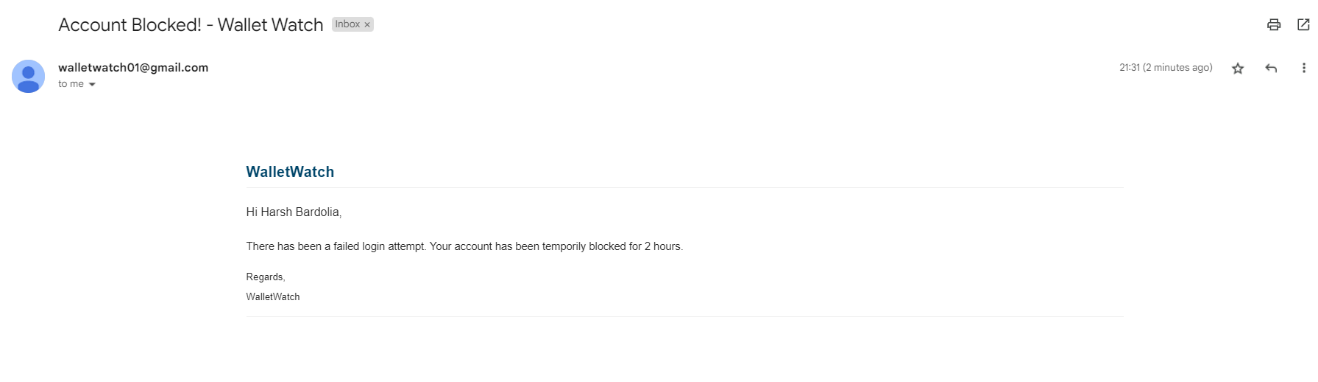 Account Blocked! - Wallet Watch Inbox ×
walletwatch01@gmail.com 21:31 (2 minutes ago)
to me
WalletWatch
Hi Harsh Bardolia,
There has been a failed login attempt. Your account has been temporily blocked for 2 hours.
Regards,
WalletWatch